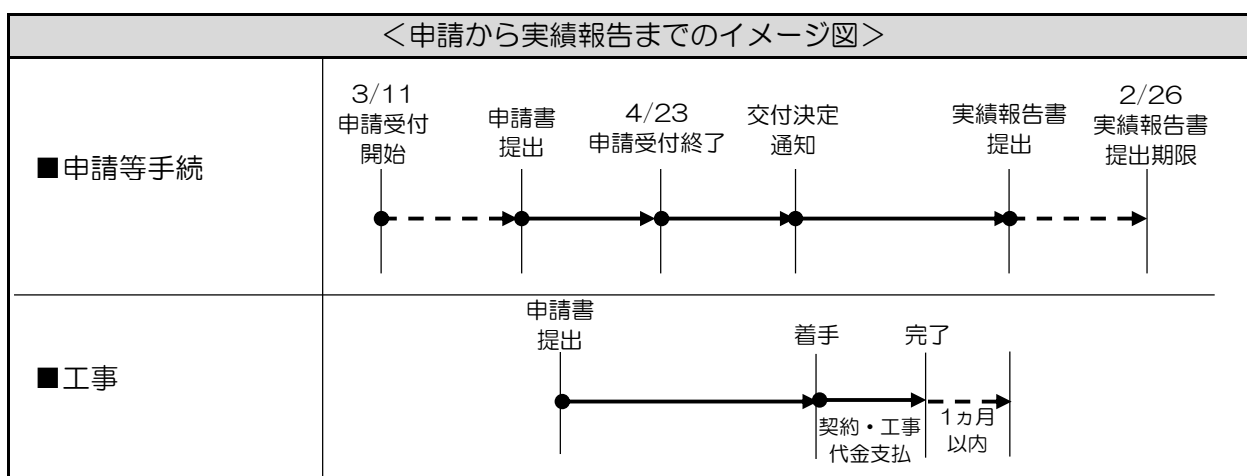 ＜申請から実績報告までのイメージ図＞
■申請等手続
3/11
申請受付
開始
申請書
提出
4/23
申請受付終了
交付決定
通知
実績報告書
提出
2/26
実績報告書
提出期限
■工事
申請書
提出
着手
完了
契約・工事
代金支払
1ヵ月
以内